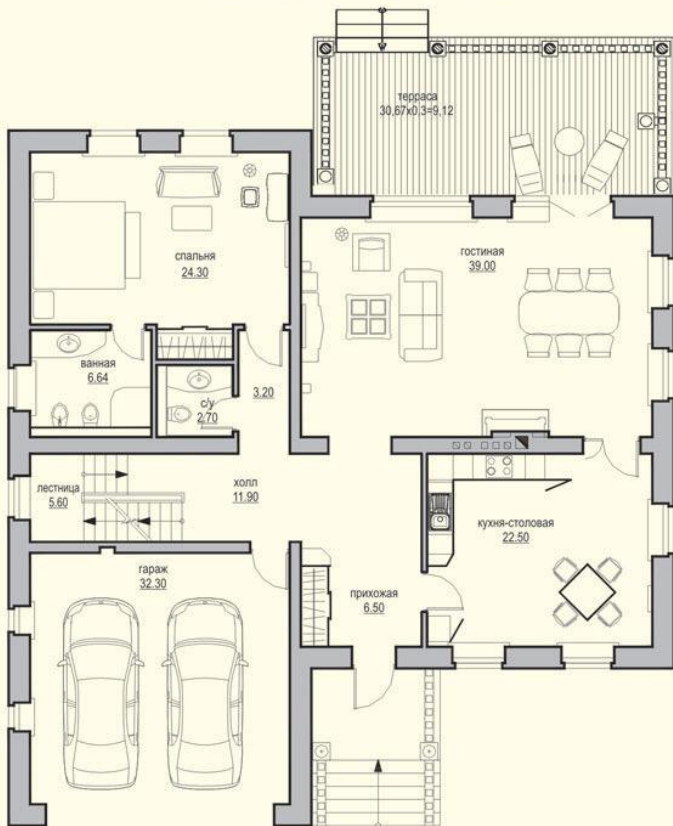 терраса
30,67x0.3=9,12
спальня
24.30
гостиная
39.00
ванная
6.64
с/у
2.70
3.20
лестница
5.60
холл
11.90
кухня-столовая
22.50
гараж
32.30
прихожая
6.50